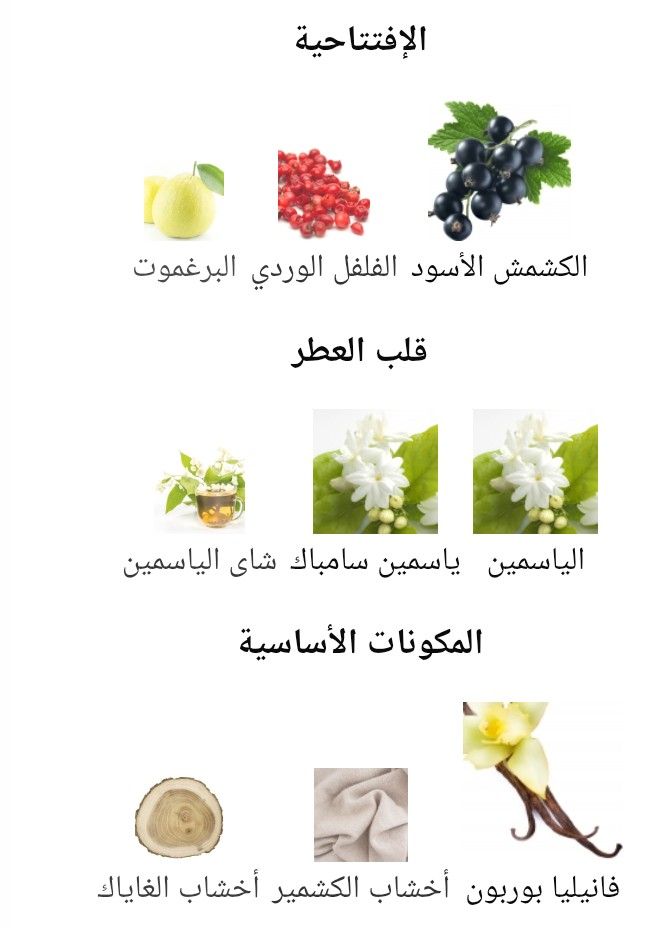 الإفتتاحية
الكشمش الأسود الفلفل الوردي البرغموت
قلب العطر
الياسمين ياسمين سامباك شاى الياسمين
المكونات الأساسية
فانيليا بوربون أخشاب الكشمير أخشاب الغاياك